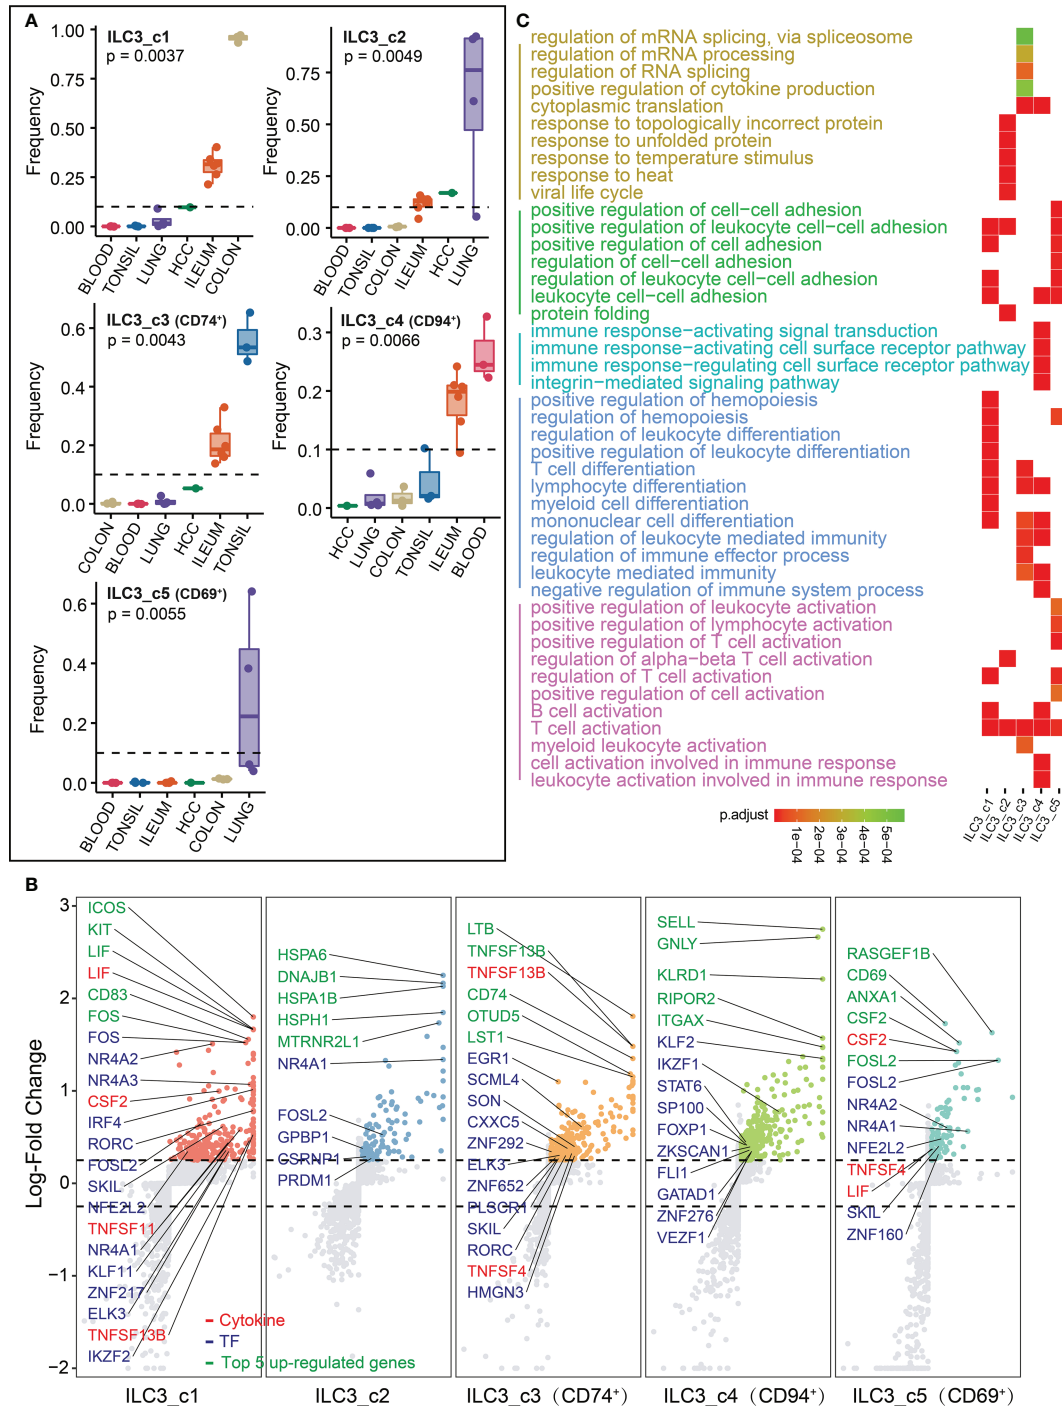 A
ILC3_c1
p = 0.0037
Frequency
1.00
0.75
0.50
0.25
0.00
BLOOD
TONSIL
LUNG
HCC
ILEUM
COLON
ILC3_c2
p = 0.0049
Frequency
0.75
0.50
0.25
0.00
BLOOD
TONSIL
COLON
ILEUM
HCC
LUNG
ILC3_c3 (CD74+)
p = 0.0043
Frequency
0.6
0.4
0.2
0.0
COLON
BLOOD
LUNG
HCC
ILEUM
TONSIL
ILC3_c4 (CD94+)
p = 0.0066
Frequency
0.3
0.2
0.1
0.0
HCC
LUNG
COLON
TONSIL
ILEUM
BLOOD
ILC3_c5 (CD69+)
p = 0.0055
Frequency
0.6
0.4
0.2
0.0
BLOOD
TONSIL
ILEUM
HCC
COLON
LUNG
C
regulation of mRNA splicing, via spliceosome
regulation of mRNA processing
regulation of RNA splicing
positive regulation of cytokine production
cytoplasmic translation
response to topologically incorrect protein
response to unfolded protein
response to temperature stimulus
response to heat
viral life cycle
positive regulation of cell−cell adhesion
positive regulation of leukocyte cell−cell adhesion
positive regulation of cell adhesion
regulation of cell−cell adhesion
regulation of leukocyte cell−cell adhesion
leukocyte cell−cell adhesion
protein folding
immune response−activating signal transduction
immune response−activating cell surface receptor pathway
immune response−regulating cell surface receptor pathway
integrin−mediated signaling pathway
positive regulation of hemopoiesis
regulation of hemopoiesis
regulation of leukocyte differentiation
positive regulation of leukocyte differentiation
T cell differentiation
lymphocyte differentiation
myeloid cell differentiation
mononuclear cell differentiation
regulation of leukocyte mediated immunity
regulation of immune effector process
leukocyte mediated immunity
negative regulation of immune system process
positive regulation of leukocyte activation
positive regulation of lymphocyte activation
positive regulation of T cell activation
regulation of alpha−beta T cell activation
regulation of T cell activation
positive regulation of cell activation
B cell activation
T cell activation
myeloid leukocyte activation
cell activation involved in immune response
leukocyte activation involved in immune response
ILC3_c1
ILC3_c2
ILC3_c3
ILC3_c4
ILC3_c5
p.adjust
1e−04
2e−04
3e−04
4e−04
5e−04
B
Log-Fold Change
3
2
1
0
−1
−2
ICOS
KIT
LIF
LIF
CD83
FOS
FOS
NR4A2
NR4A3
CSF2
IRF4
RORC
FOSL2
SKIL
NFE2L2
TNFSF11
NR4A1
KLF11
ZNF217
ELK3
TNFSF13B
IKZF2
Cytokine
TF
Top 5 up-regulated genes
ILC3_c1
HSPA6
DNAJB1
HSPA1B
HSPH1
MTRNR2L1
NR4A1
FOSL2
GPBP1
CSRNP1
PRDM1
ILC3_c2
LTB
TNFSF13B
TNFSF13B
CD74
OTUD5
LST1
EGR1
SCML4
SON
CXXC5
ZNF292
ELK3
ZNF652
PLSCR1
SKIL
RORC
TNFSF4
HMGN3
ILC3_c3 (CD74+)
SELL
GNLY
KLRD1
RIPOR2
ITGAX
KLF2
IKZF1
STAT6
SP100
FOXP1
ZKSCAN1
FLI1
GATAD1
ZNF276
VEZF1
ILC3_c4 (CD94+)
RASGEF1B
CD69
ANXA1
CSF2
CSF2
FOSL2
FOSL2
NR4A2
NR4A1
NFE2L2
TNFSF4
LIF
SKIL
ZNF160
ILC3_c5 (CD69+)